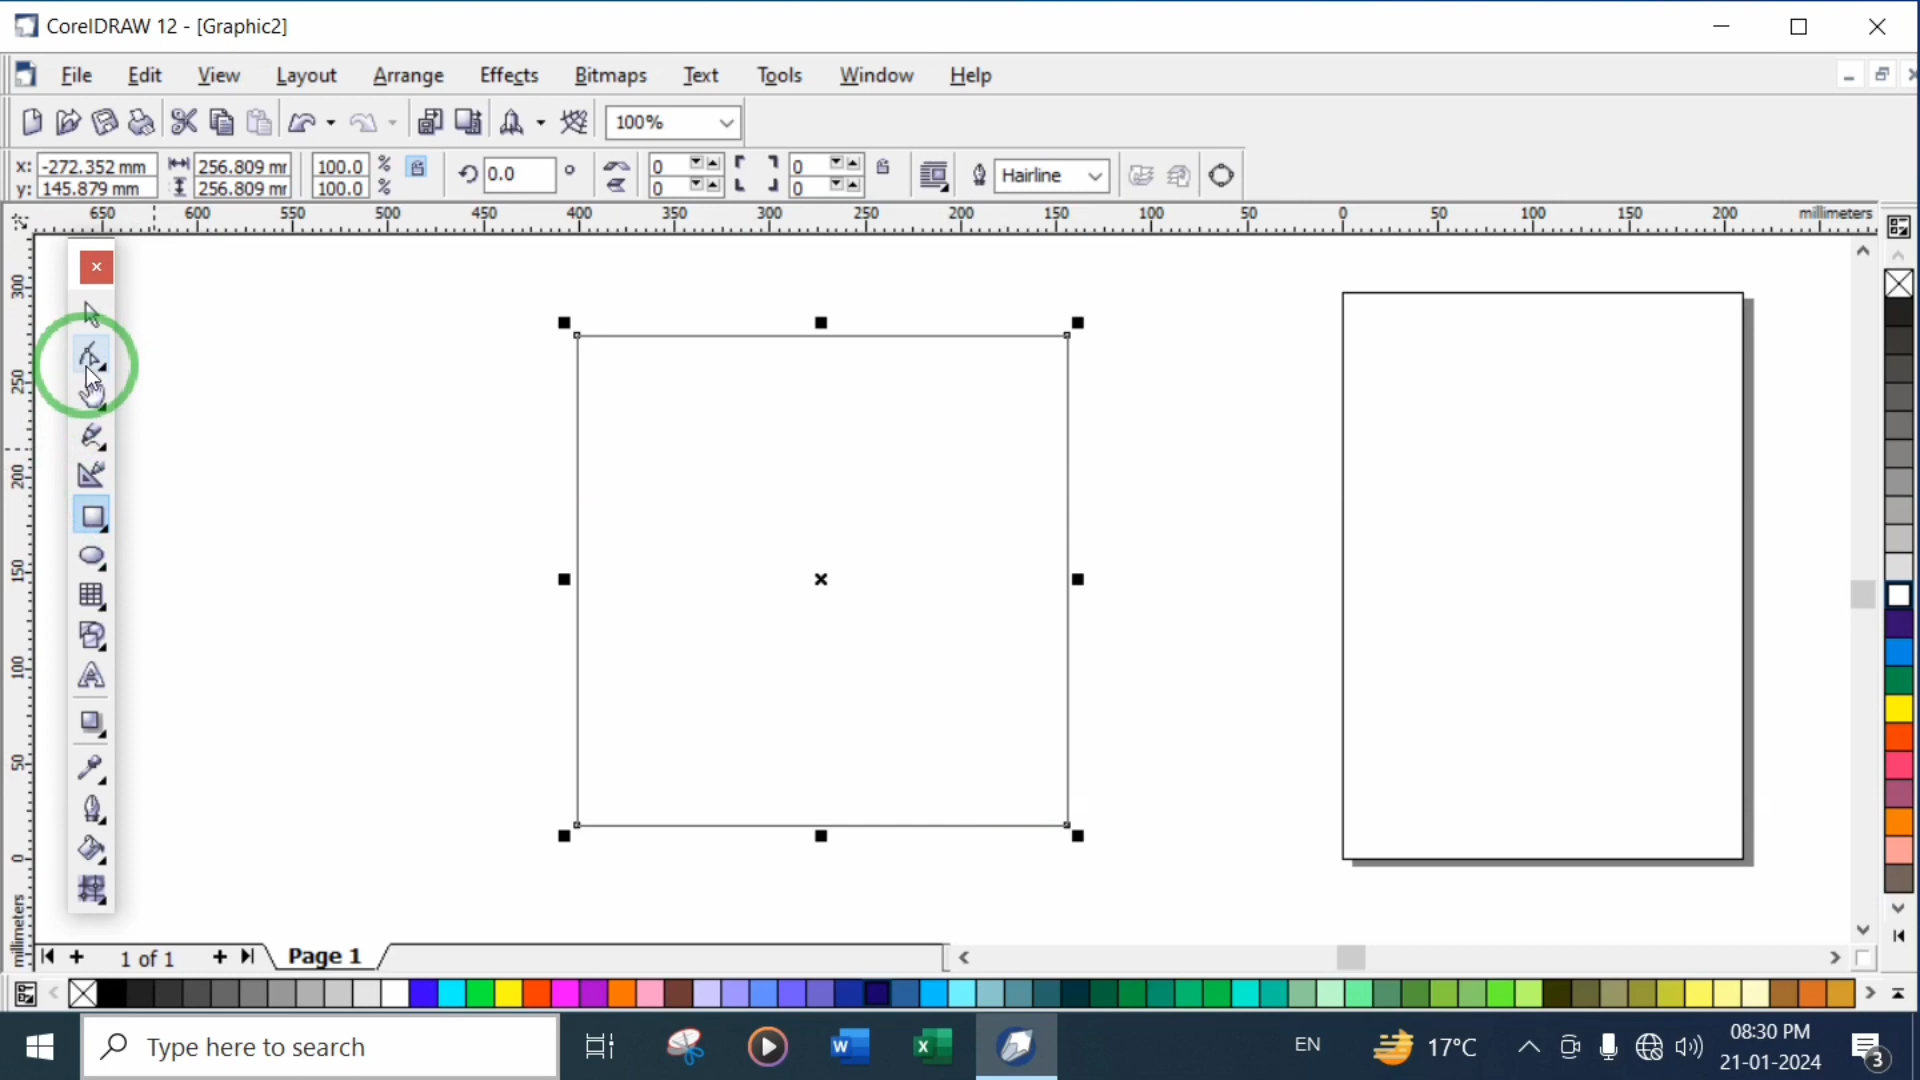 CorelDRAW 12 - [Graphic2]
File Edit View Layout Arrange Effects Bitmaps Text Tools Window Help
100%
x: -272.352 mm 256.809 mm 100.0 % 0.0 ° 0 0 Hairline
y: 145.879 mm 256.809 mm 100.0 % 0 0
650 600 550 500 450 400 350 300 250 200 150 100 50 0 50 100 150 200 millimeters
300
250
200
150
100
50
0
millimeters
1 of 1 Page 1
Type here to search
EN 17°C 08:30 PM
21-01-2024
3